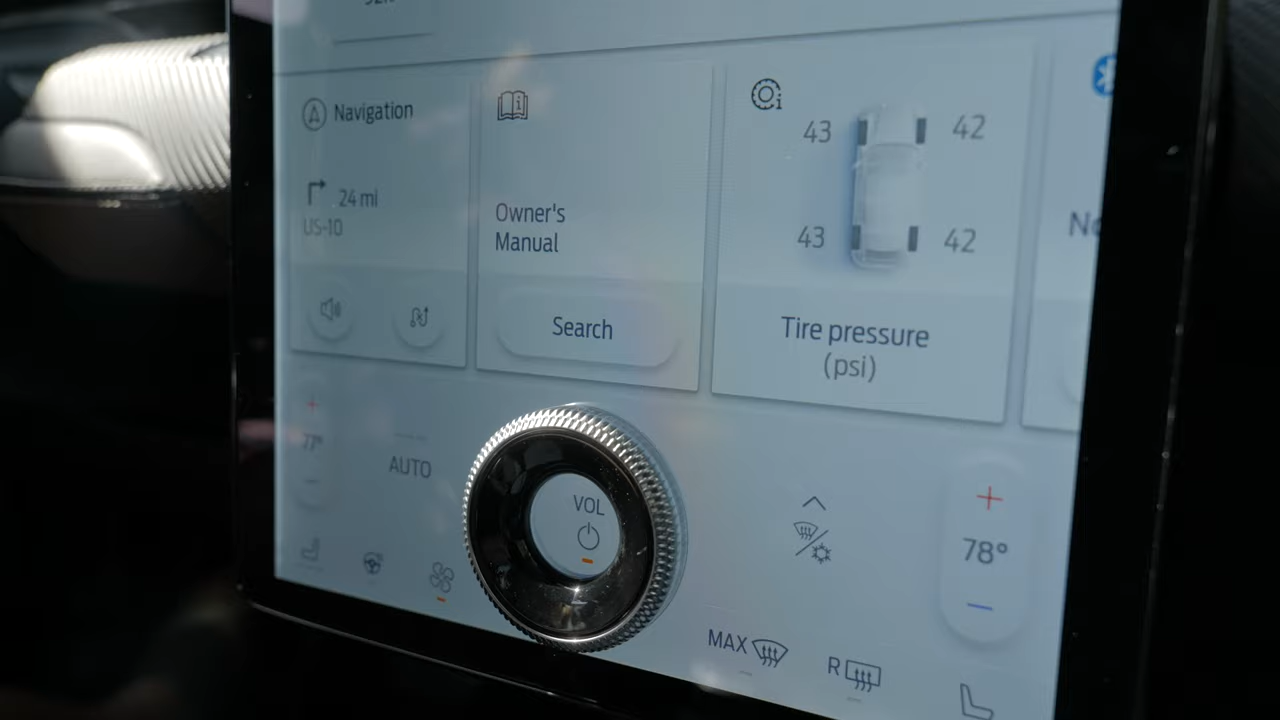 Navigation
24 mi
US-10
Owner's
Manual
Search
43
42
43
42
Tire pressure
(psi)
77°
AUTO
VOL
78°
MAX
R